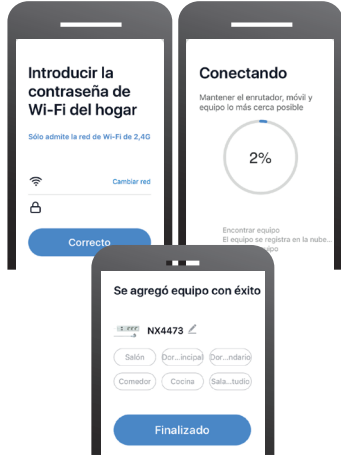 Introducir la
contraseña de
Wi-Fi del hogar
Sólo admite la red de Wi-Fi de 2,4G
Cambiar red
Correcto
Conectando
Mantener el enrutador, móvil y
equipo lo más cerca posible
2%
Encontrar equipo
El equipo se registra en la nube...
Se agregó equipo con éxito
NX4473
Salón
Dor...incipal
Dor...ndario
Comedor
Cocina
Sala...tudio
Finalizado